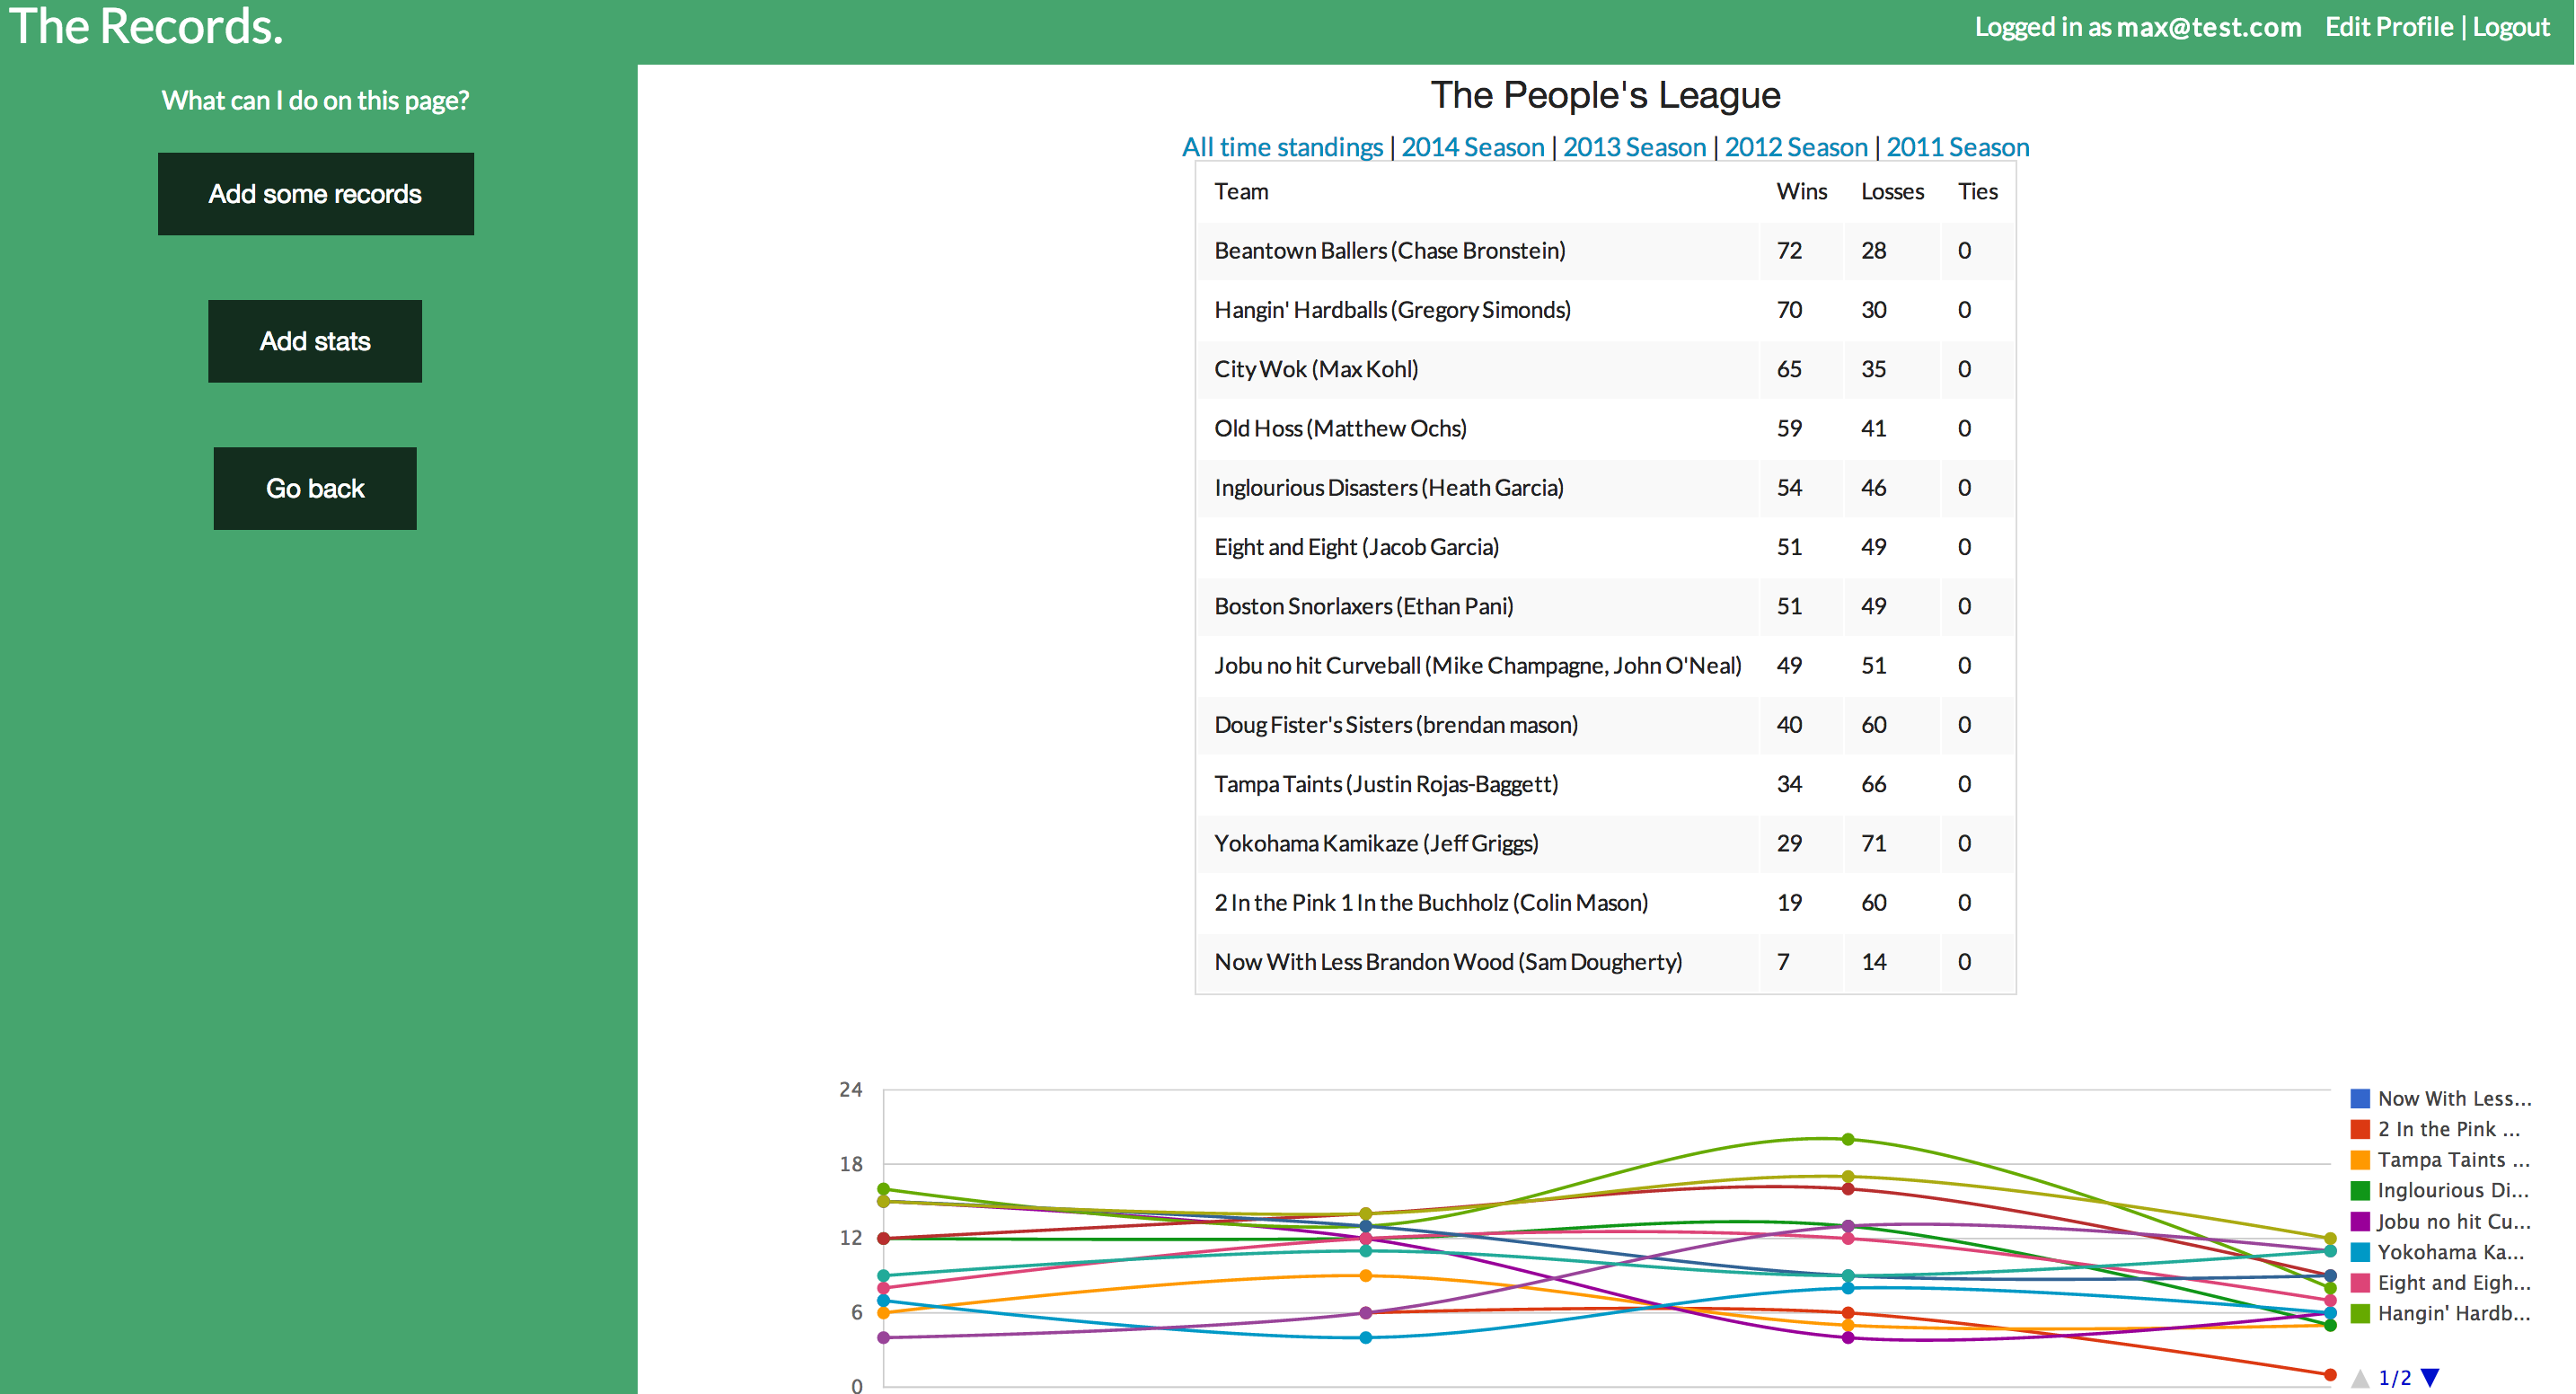 The Records.
Logged in as max@test.com Edit Profile | Logout
What can I do on this page?
Add some records
Add stats
Go back
The People's League
All time standings | 2014 Season | 2013 Season | 2012 Season | 2011 Season
Team Wins Losses Ties
Beantown Ballers (Chase Bronstein) 72 28 0
Hangin' Hardballs (Gregory Simonds) 70 30 0
City Wok (Max Kohl) 65 35 0
Old Hoss (Matthew Ochs) 59 41 0
Inglourious Disasters (Heath Garcia) 54 46 0
Eight and Eight (Jacob Garcia) 51 49 0
Boston Snorlaxers (Ethan Pani) 51 49 0
Jobu no hit Curveball (Mike Champagne, John O'Neal) 49 51 0
Doug Fister's Sisters (brendan mason) 40 60 0
Tampa Taints (Justin Rojas-Baggett) 34 66 0
Yokohama Kamikaze (Jeff Griggs) 29 71 0
2 In the Pink 1 In the Buchholz (Colin Mason) 19 60 0
Now With Less Brandon Wood (Sam Dougherty) 7 14 0
24
18
12
6
0
Now With Less...
2 In the Pink ...
Tampa Taints ...
Inglourious Di...
Jobu no hit Cu...
Yokohama Ka...
Eight and Eigh...
Hangin' Hardb...
1/2